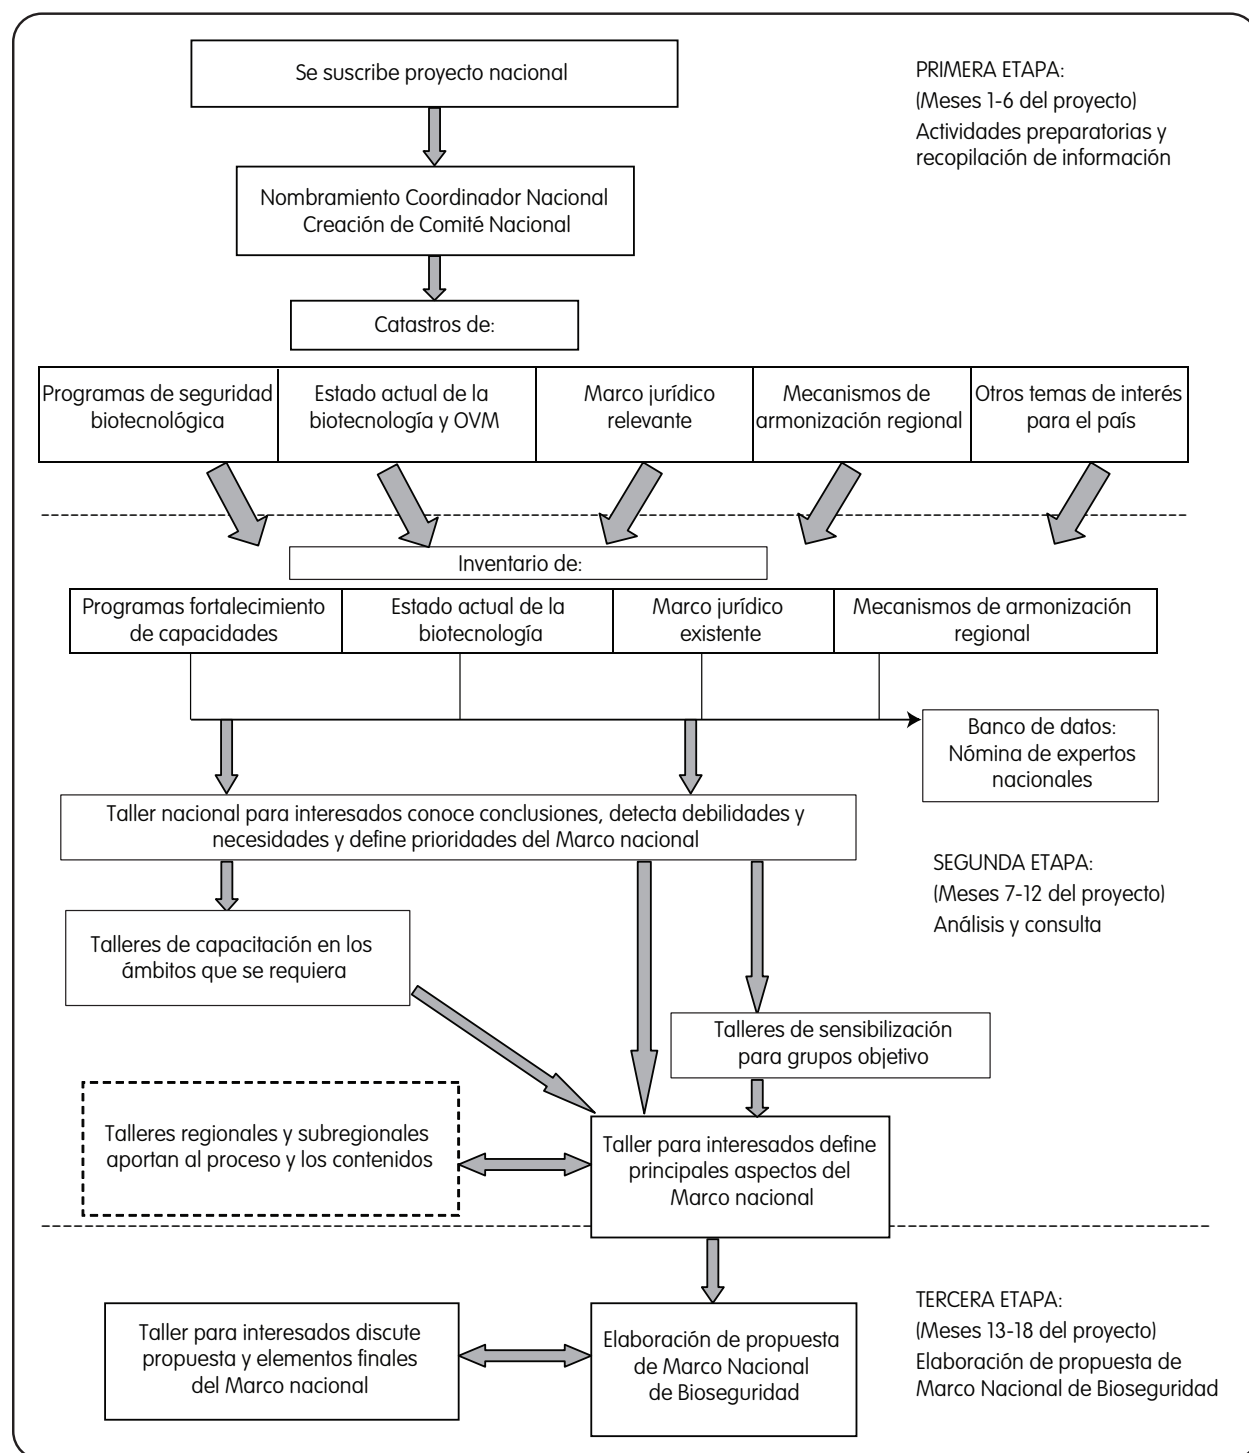 Se suscribe proyecto nacional
PRIMERA ETAPA:
(Meses 1-6 del proyecto)
Actividades preparatorias y
recopilación de información
Nombramiento Coordinador Nacional
Creación de Comité Nacional
Catastros de:
Programas de seguridad
biotecnológica
Estado actual de la
biotecnología y OVM
Marco jurídico
relevante
Mecanismos de
armonización regional
Otros temas de interés
para el país
Inventario de:
Programas fortalecimiento
de capacidades
Estado actual de la
biotecnología
Marco jurídico
existente
Mecanismos de armonización
regional
Banco de datos:
Nómina de expertos
nacionales
Taller nacional para interesados conoce conclusiones, detecta debilidades y
necesidades y define prioridades del Marco nacional
SEGUNDA ETAPA:
(Meses 7-12 del proyecto)
Análisis y consulta
Talleres de capacitación en los
ámbitos que se requiera
Talleres de sensibilización
para grupos objetivo
Talleres regionales y subregionales
aportan al proceso y los contenidos
Taller para interesados define
principales aspectos del
Marco nacional
TERCERA ETAPA:
(Meses 13-18 del proyecto)
Elaboración de propuesta de
Marco Nacional de Bioseguridad
Taller para interesados discute
propuesta y elementos finales
del Marco nacional
Elaboración de propuesta
de Marco Nacional
de Bioseguridad